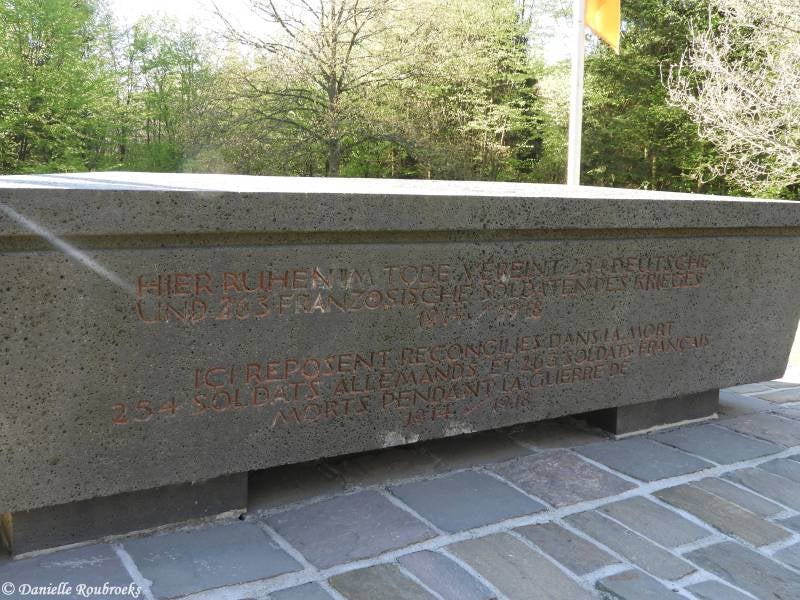 HIER RUHEN IM TODE VEREINT 254 DEUTSCHE
UND 263 FRANZÖSISCHE SOLDATEN DES KRIEGES
1914 / 1918
ICI REPOSENT RECONCILIES DANS LA MORT
254 SOLDATS ALLEMANDS ET 263 SOLDATS FRANÇAIS
MORTS PENDANT LA GUERRE DE
1914 / 1918
© Danielle Roubroeks